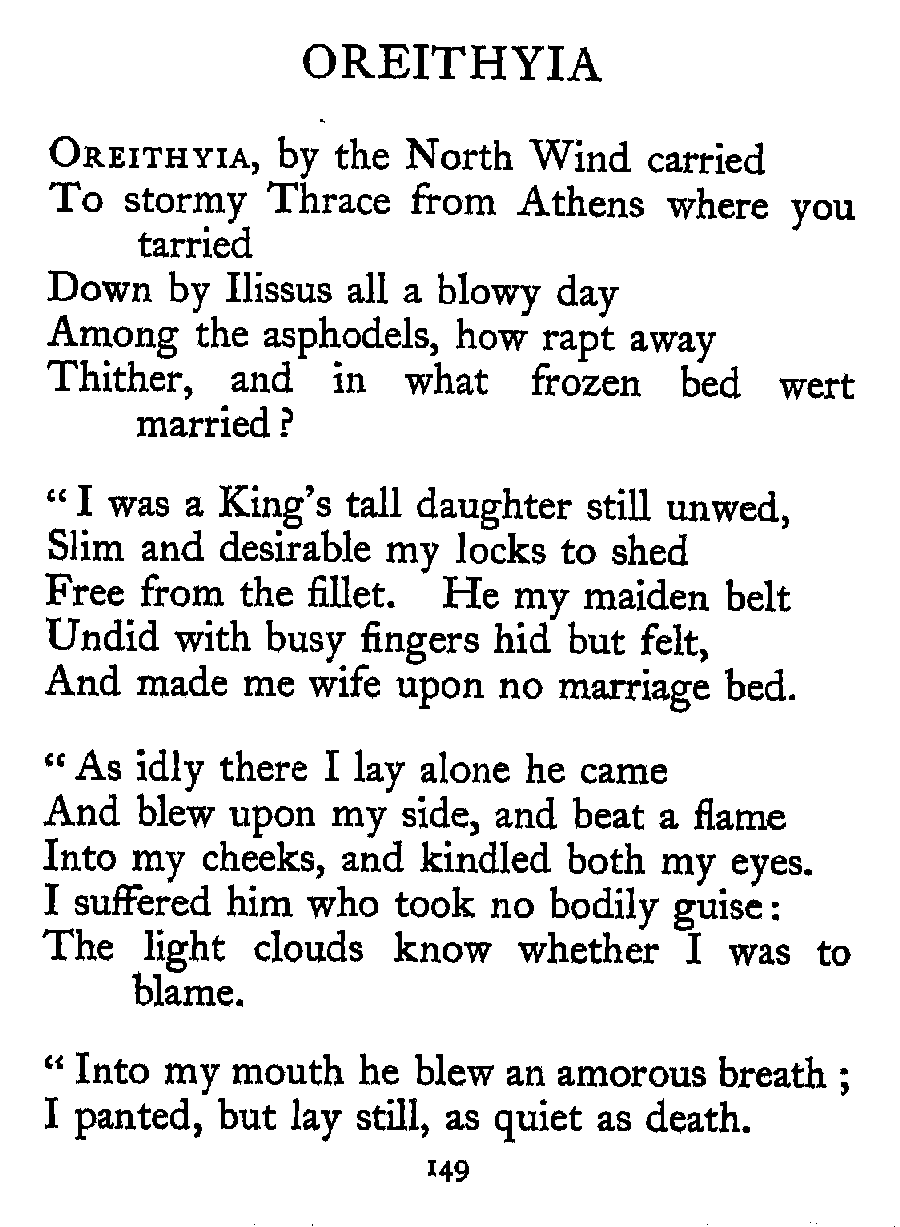 OREITHYIA
OREITHYIA, by the North Wind carried
To stormy Thrace from Athens where you
tarried
Down by Ilissus all a blowy day
Among the asphodels, how rapt away
Thither, and in what frozen bed wert
married ?
“ I was a King’s tall daughter still unwed,
Slim and desirable my locks to shed
Free from the fillet. He my maiden belt
Undid with busy fingers hid but felt,
And made me wife upon no marriage bed.
“ As idly there I lay alone he came
And blew upon my side, and beat a flame
Into my cheeks, and kindled both my eyes.
I suffered him who took no bodily guise :
The light clouds know whether I was to
blame.
“ Into my mouth he blew an amorous breath ;
I panted, but lay still, as quiet as death.
149